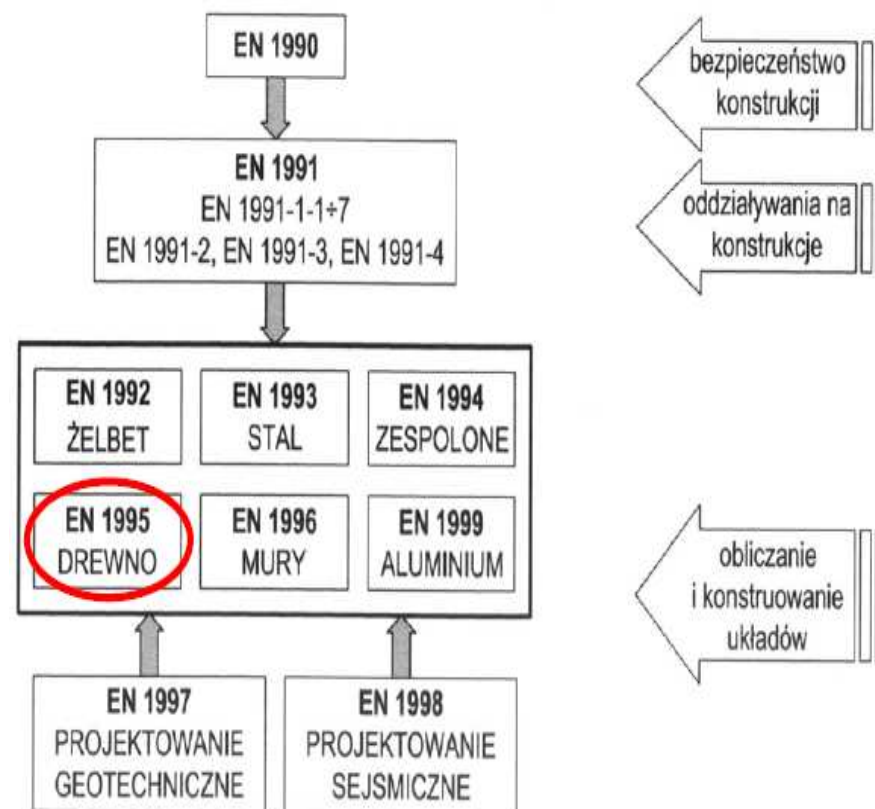 EN 1990
bezpieczeństwo
konstrukcji
EN 1991
EN 1991-1-1÷7
EN 1991-2, EN 1991-3, EN 1991-4
oddziaływania na
konstrukcje
EN 1992
ŻELBET
EN 1993
STAL
EN 1994
ZESPOLONE
EN 1995
DREWNO
EN 1996
MURY
EN 1999
ALUMINIUM
obliczanie
i konstruowanie
układów
EN 1997
PROJEKTOWANIE
GEOTECHNICZNE
EN 1998
PROJEKTOWANIE
SEJSMICZNE